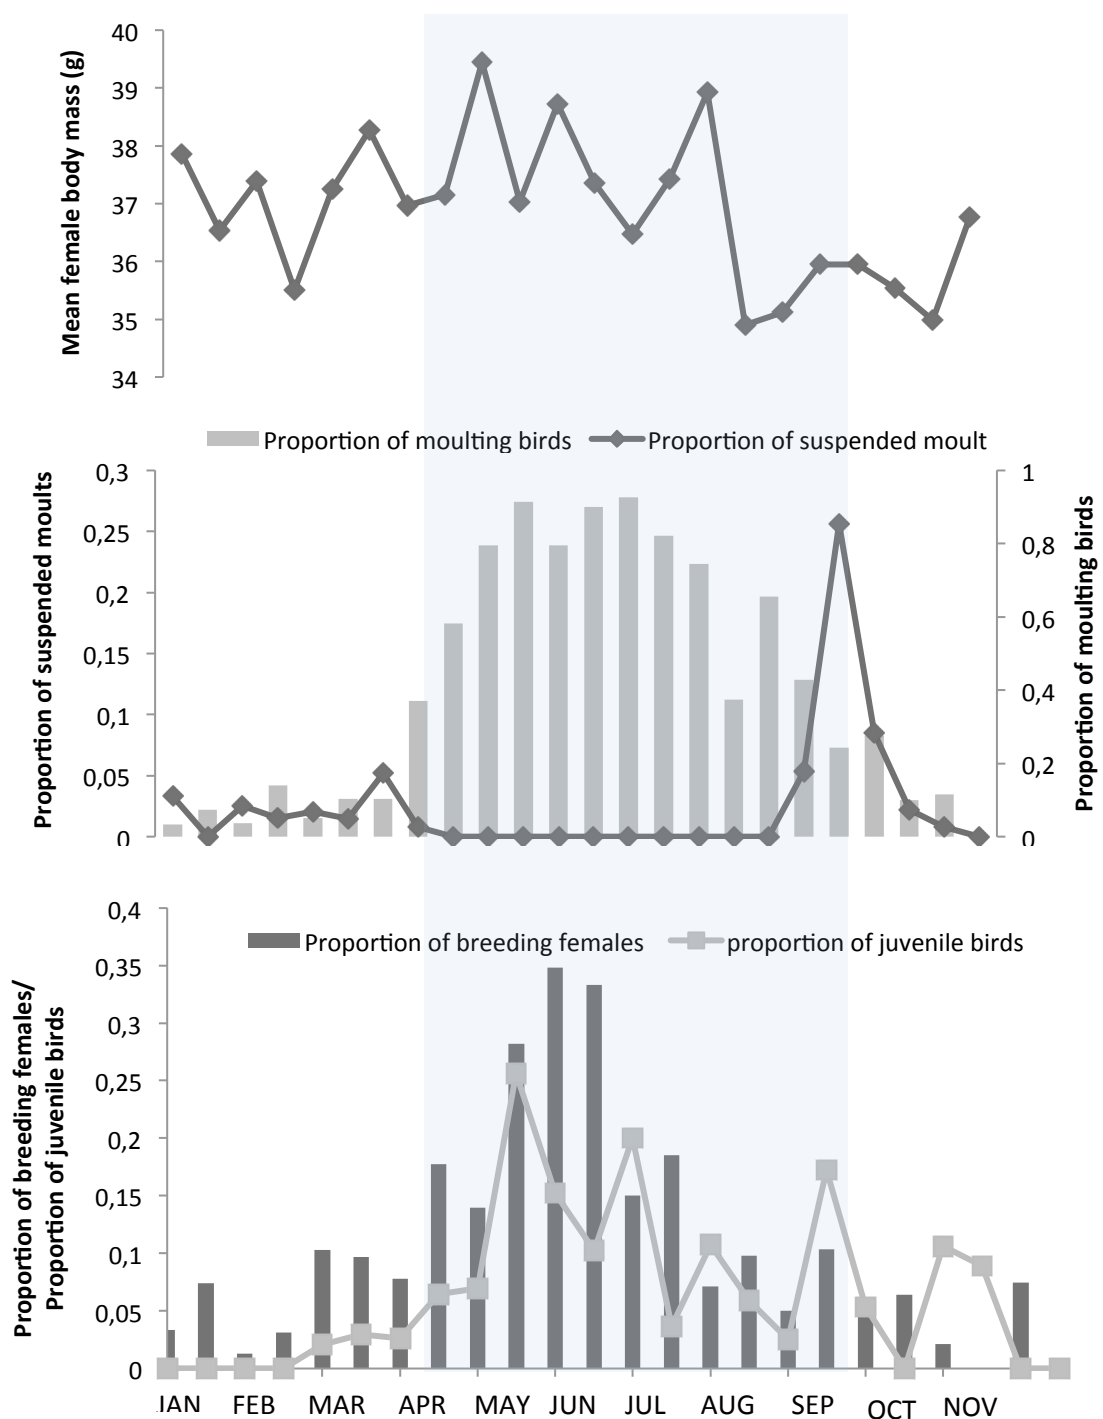 40
39
38
37
36
35
34
Mean female body mass (g)
Proportion of moulting birds
Proportion of suspended moult
0,3
0,25
0,2
0,15
0,1
0,05
0
Proportion of suspended moults
1
0,8
0,6
0,4
0,2
0
Proportion of moulting birds
0,4
0,35
0,3
0,25
0,2
0,15
0,1
0,05
0
Proportion of breeding females/
Proportion of juvenile birds
Proportion of breeding females
proportion of juvenile birds
JAN FEB MAR APR MAY JUN JUL AUG SEP OCT NOV